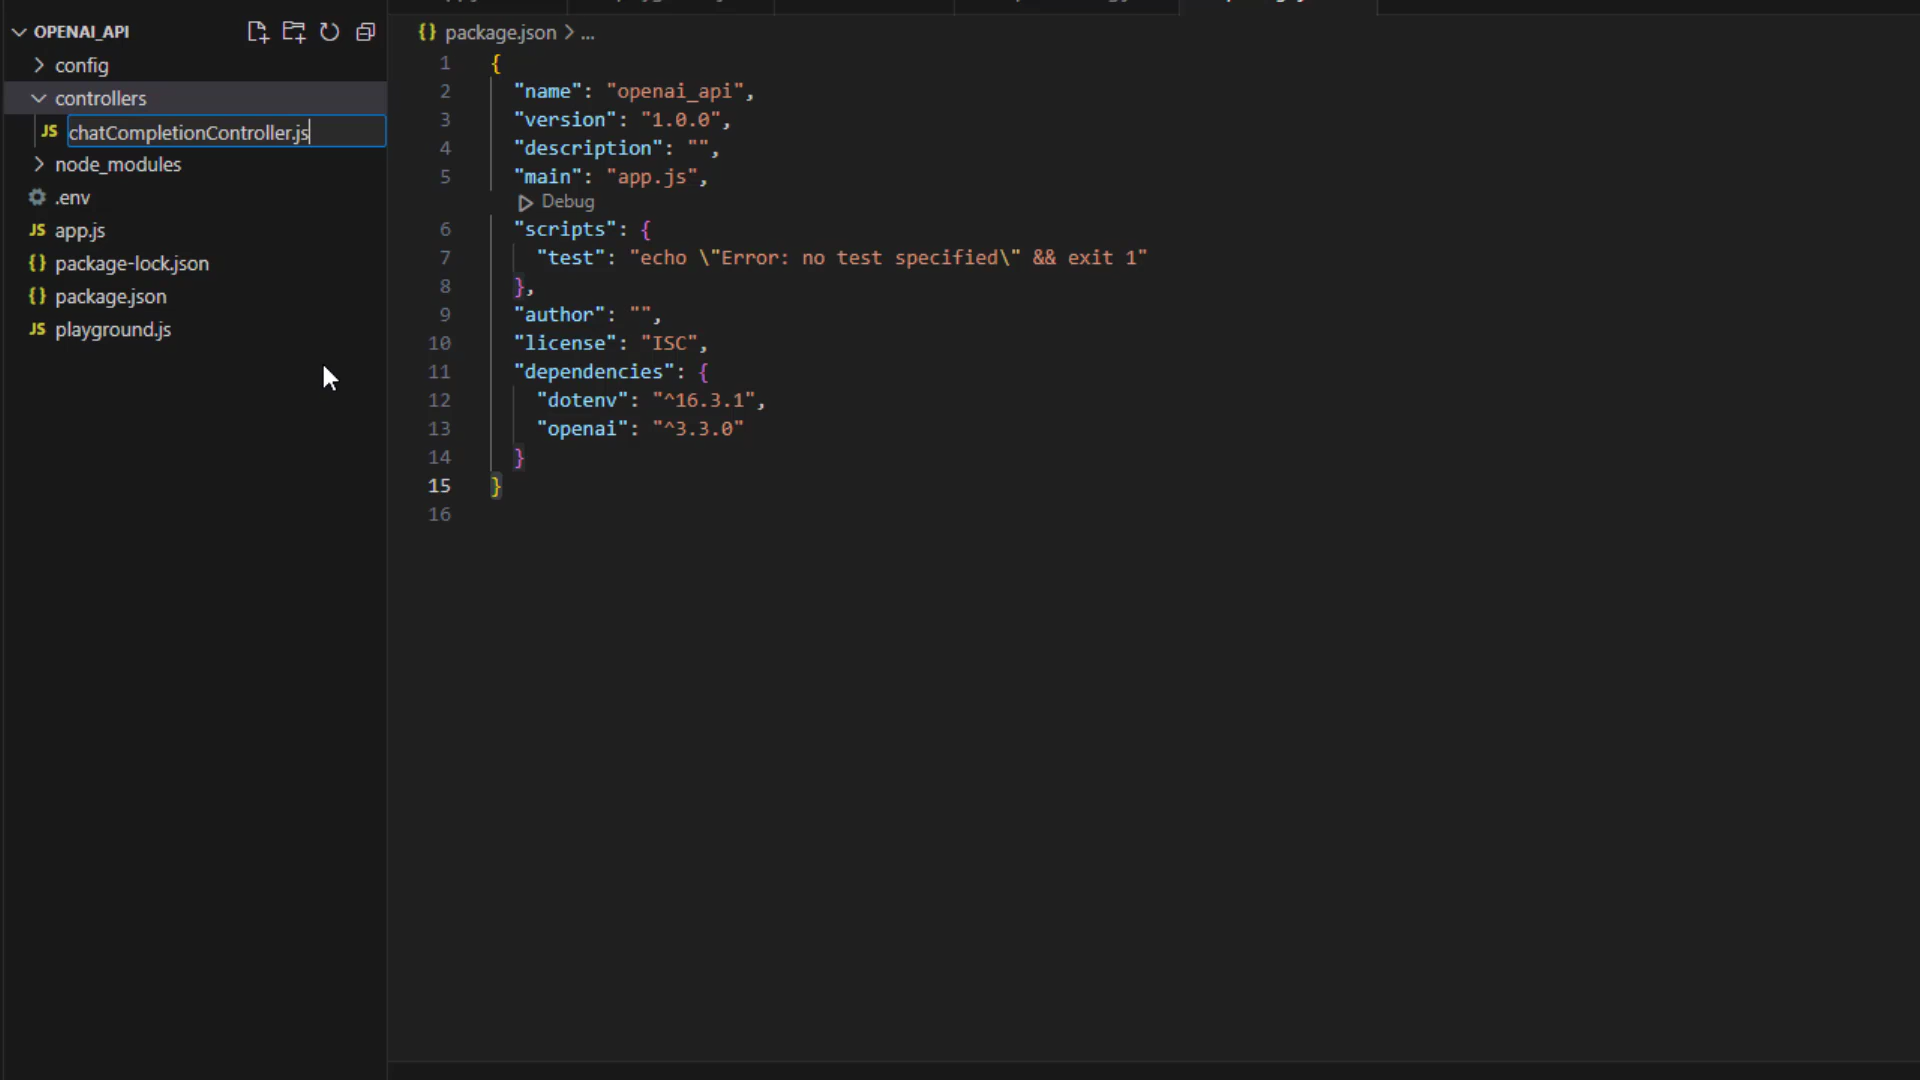 OPENAI_API
config
controllers
JS chatCompletionController.js
node_modules
.env
JS app.js
{} package-lock.json
{} package.json
JS playground.js
{} package.json > ...
1 {
2 "name": "openai_api",
3 "version": "1.0.0",
4 "description": "",
5 "main": "app.js",
Debug
6 "scripts": {
7 "test": "echo \"Error: no test specified\" && exit 1"
8 },
9 "author": "",
10 "license": "ISC",
11 "dependencies": {
12 "dotenv": "^16.3.1",
13 "openai": "^3.3.0"
14 }
15 }
16